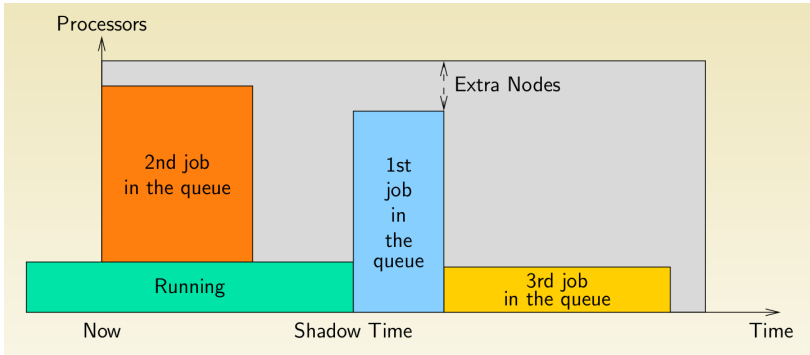 Processors
Extra Nodes
2nd job
in the queue
1st
job
in
the
queue
Running
3rd job
in the queue
Now
Shadow Time
Time